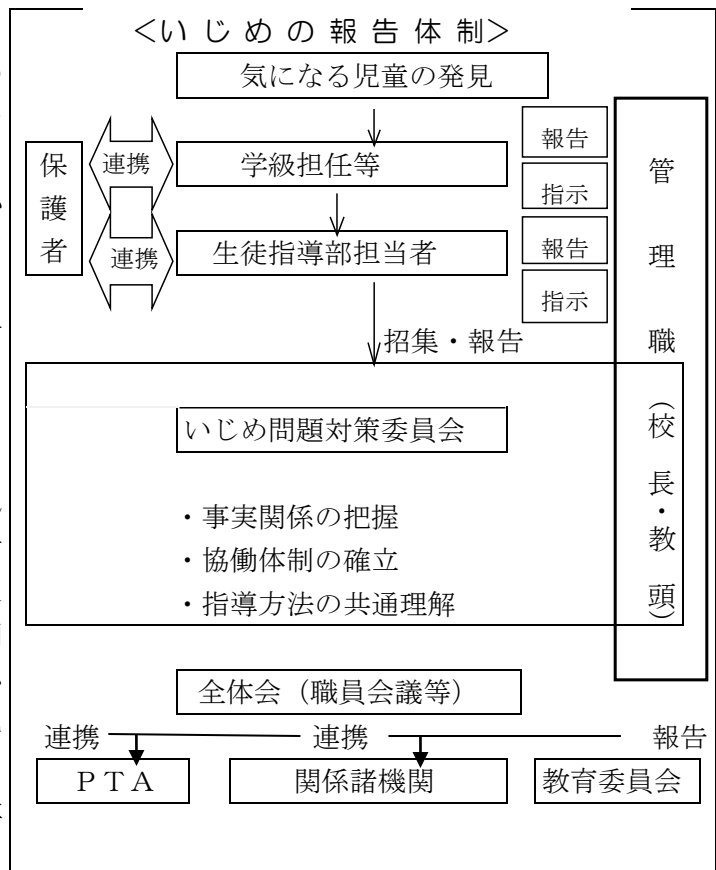 <いじめの報告体制>
気になる児童の発見
保護者
連携
学級担任等
報告
指示
連携
生徒指導部担当者
報告
指示
管理職(校長・教頭)
招集・報告
いじめ問題対策委員会
・事実関係の把握
・協働体制の確立
・指導方法の共通理解
全体会(職員会議等)
連携 連携 報告
PTA 関係諸機関 教育委員会